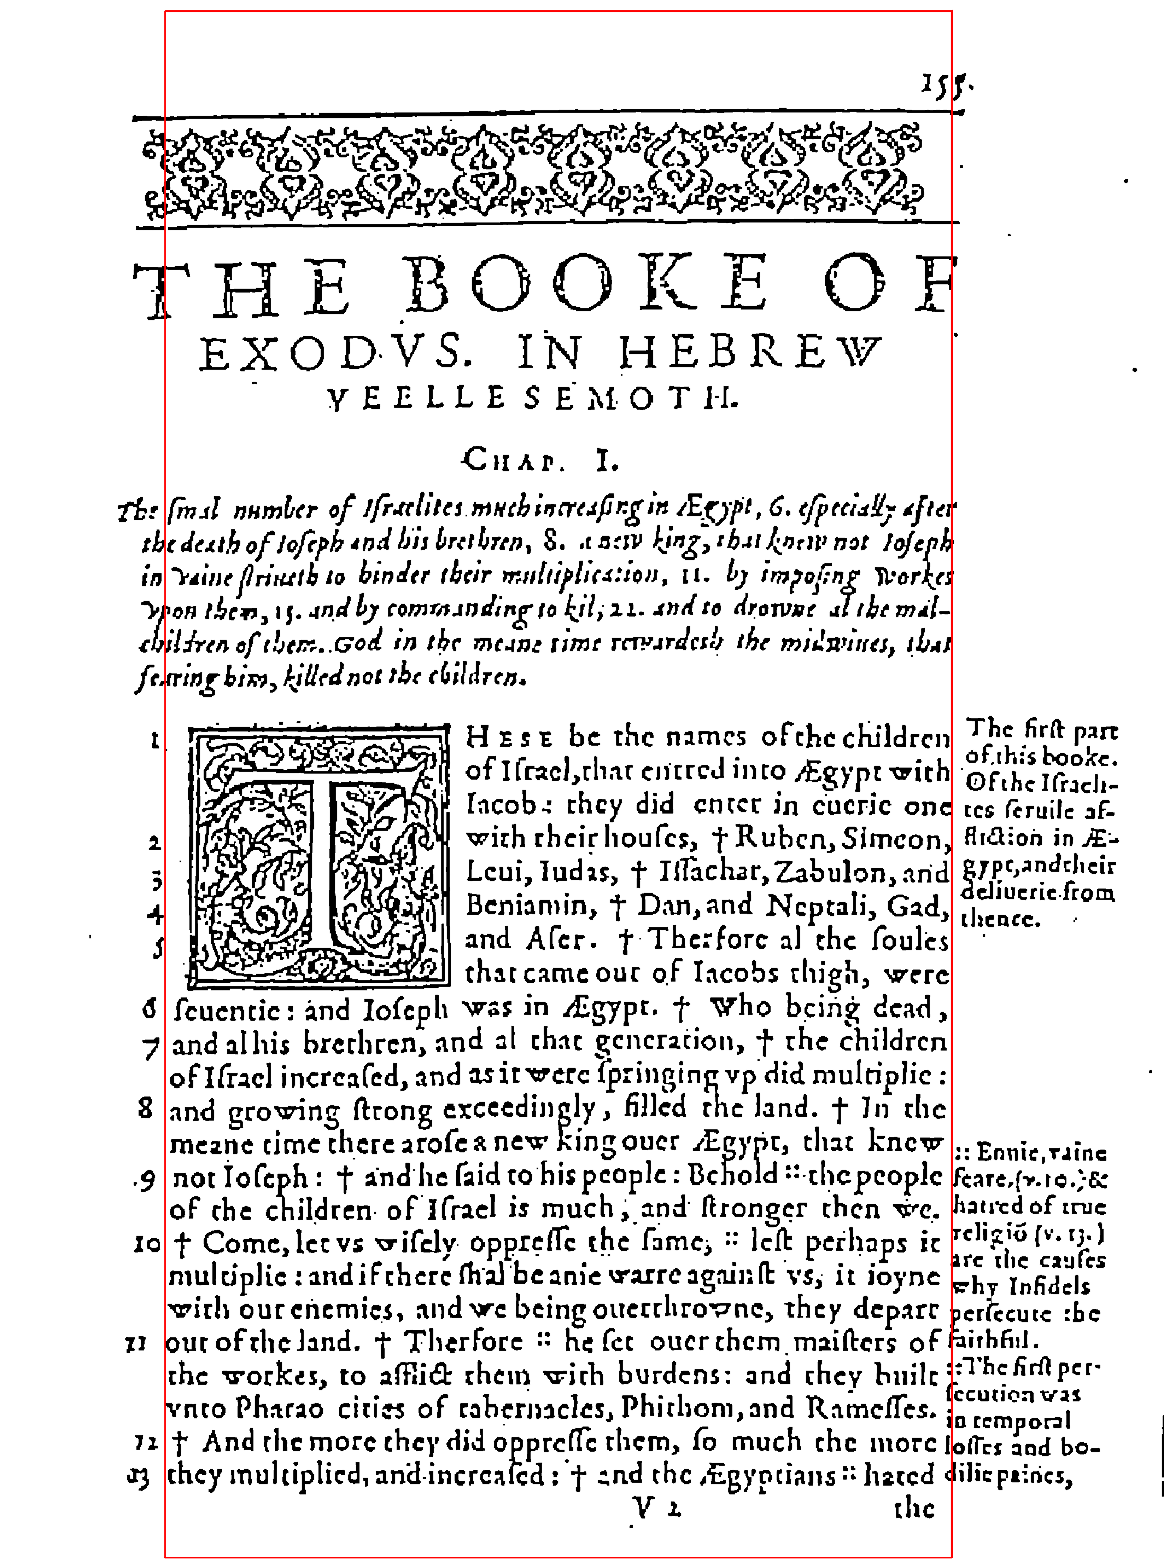 155.
THE BOOKE OF
EXODVS. IN HEBREW
VEELLE SEMOTH.
CHAP. I.
The ſmal number of Iſraelites much increaſing in Ægypt, 6. eſpecially after
the death of Ioſeph and his brethren, 8. a new king, that knew not Ioſeph
in vaine ſtriueth to hinder their multiplication, 11. by impoſing workes
vpon them, 15. and by commanding to kil, 22. and to drowne al the mal-
children of them. God in the meane time rewardeth the midwiues, that
fearing him, killed not the children.
1 THESE be the names of the children
of Iſrael, that entred into Ægypt with
Iacob: they did enter in euerie one
2 with their houſes, † Ruben, Simeon,
3 Leui, Iudas, † Iſſachar, Zabulon, and
4 Beniamin, † Dan, and Neptali, Gad,
5 and Aſer. † Therfore al the ſoules
that came out of Iacobs thigh, were
6 ſeuentie: and Ioſeph was in Ægypt. † Who being dead,
7 and al his brethren, and al that generation, † the children
of Iſrael increaſed, and as it were ſpringing vp did multiplie:
8 and growing ſtrong exceedingly, filled the land. † In the
meane time there aroſe a new king ouer Ægypt, that knew
9 not Ioſeph: † and he ſaid to his people: Behold :: the people
of the children of Iſrael is much, and ſtronger then we.
10 † Come, let vs wiſely oppreſſe the ſame, :: leſt perhaps it
multiplie: and if there ſhal be anie warre againſt vs, it ioyne
with our enemies, and we being ouerthrowne, they depart
11 out of the land. † Therfore :: he ſet ouer them maiſters of
the workes, to afflict them with burdens: and they built
vnto Pharao cities of tabernacles, Phithom, and Rameſſes.
12 † And the more they did oppreſſe them, ſo much the more
13 they multiplied, and increaſed: † and the Ægyptians :: hated
V 2 the
The firſt part
of this booke.
Of the Iſraeli-
tes ſeruile af-
fliction in Æ-
gypt, and their
deliuerie from
thence.
:: Enuie, vaine
feare, (v. 10.) &
hatred of true
religiõ (v. 13.)
are the cauſes
why Infidels
perſecute the
faithful.
:: The firſt per-
ſecution was
in temporal
loſſes and bo-
dilie paines,